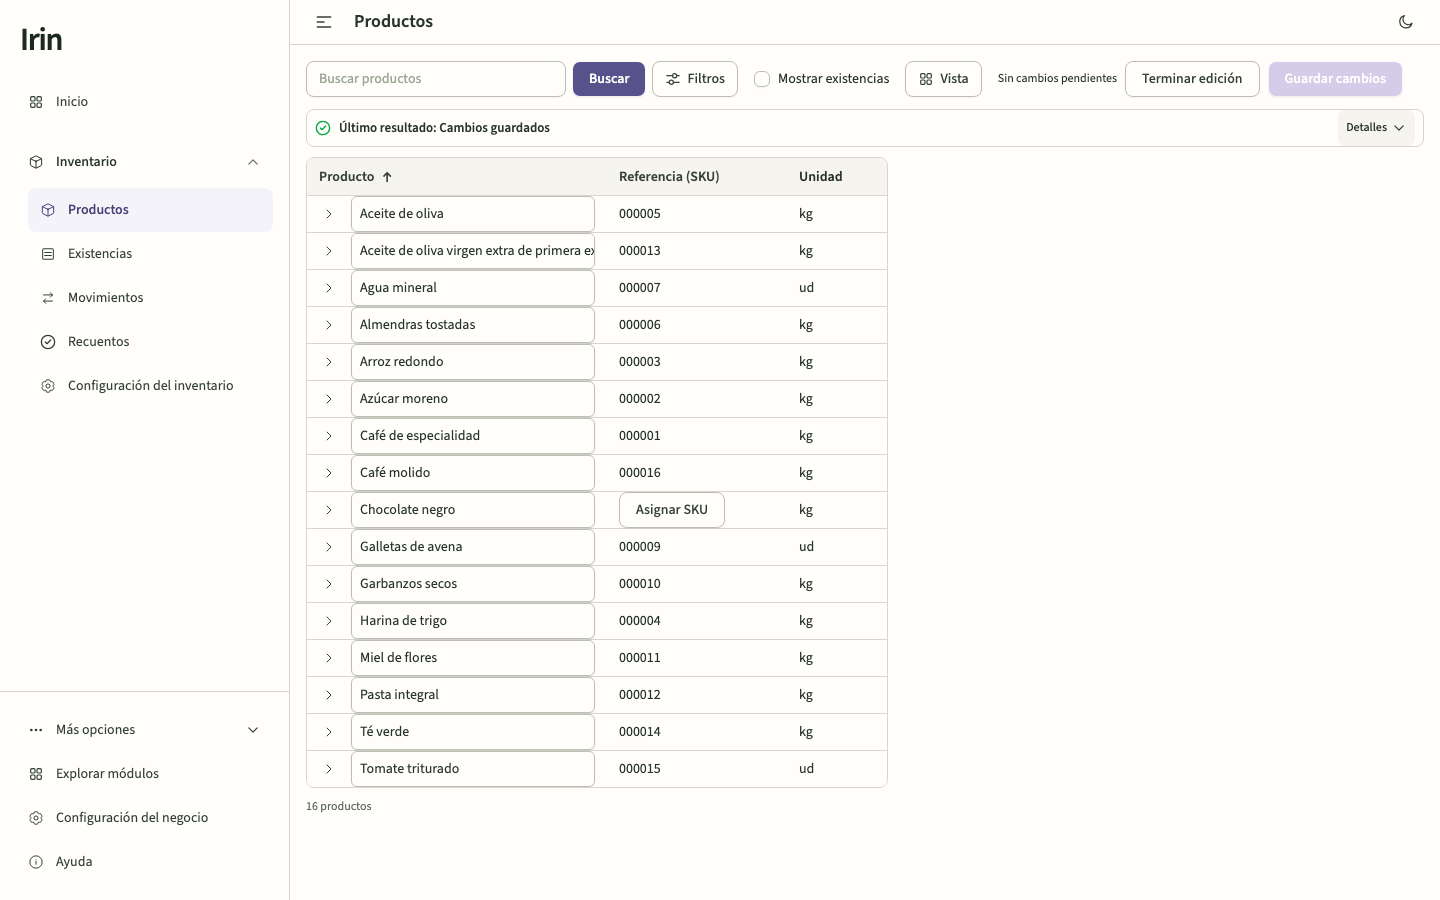 Irin
Productos
Inicio
Inventario
Productos
Existencias
Movimientos
Recuentos
Configuración del inventario
Más opciones
Explorar módulos
Configuración del negocio
Ayuda
Buscar productos
Buscar
Filtros
Mostrar existencias
Vista
Sin cambios pendientes
Terminar edición
Guardar cambios
Último resultado: Cambios guardados
Detalles
Producto Referencia (SKU) Unidad
Aceite de oliva 000005 kg
Aceite de oliva virgen extra de primera ex 000013 kg
Agua mineral 000007 ud
Almendras tostadas 000006 kg
Arroz redondo 000003 kg
Azúcar moreno 000002 kg
Café de especialidad 000001 kg
Café molido 000016 kg
Chocolate negro Asignar SKU kg
Galletas de avena 000009 ud
Garbanzos secos 000010 kg
Harina de trigo 000004 kg
Miel de flores 000011 kg
Pasta integral 000012 kg
Té verde 000014 kg
Tomate triturado 000015 ud
16 productos